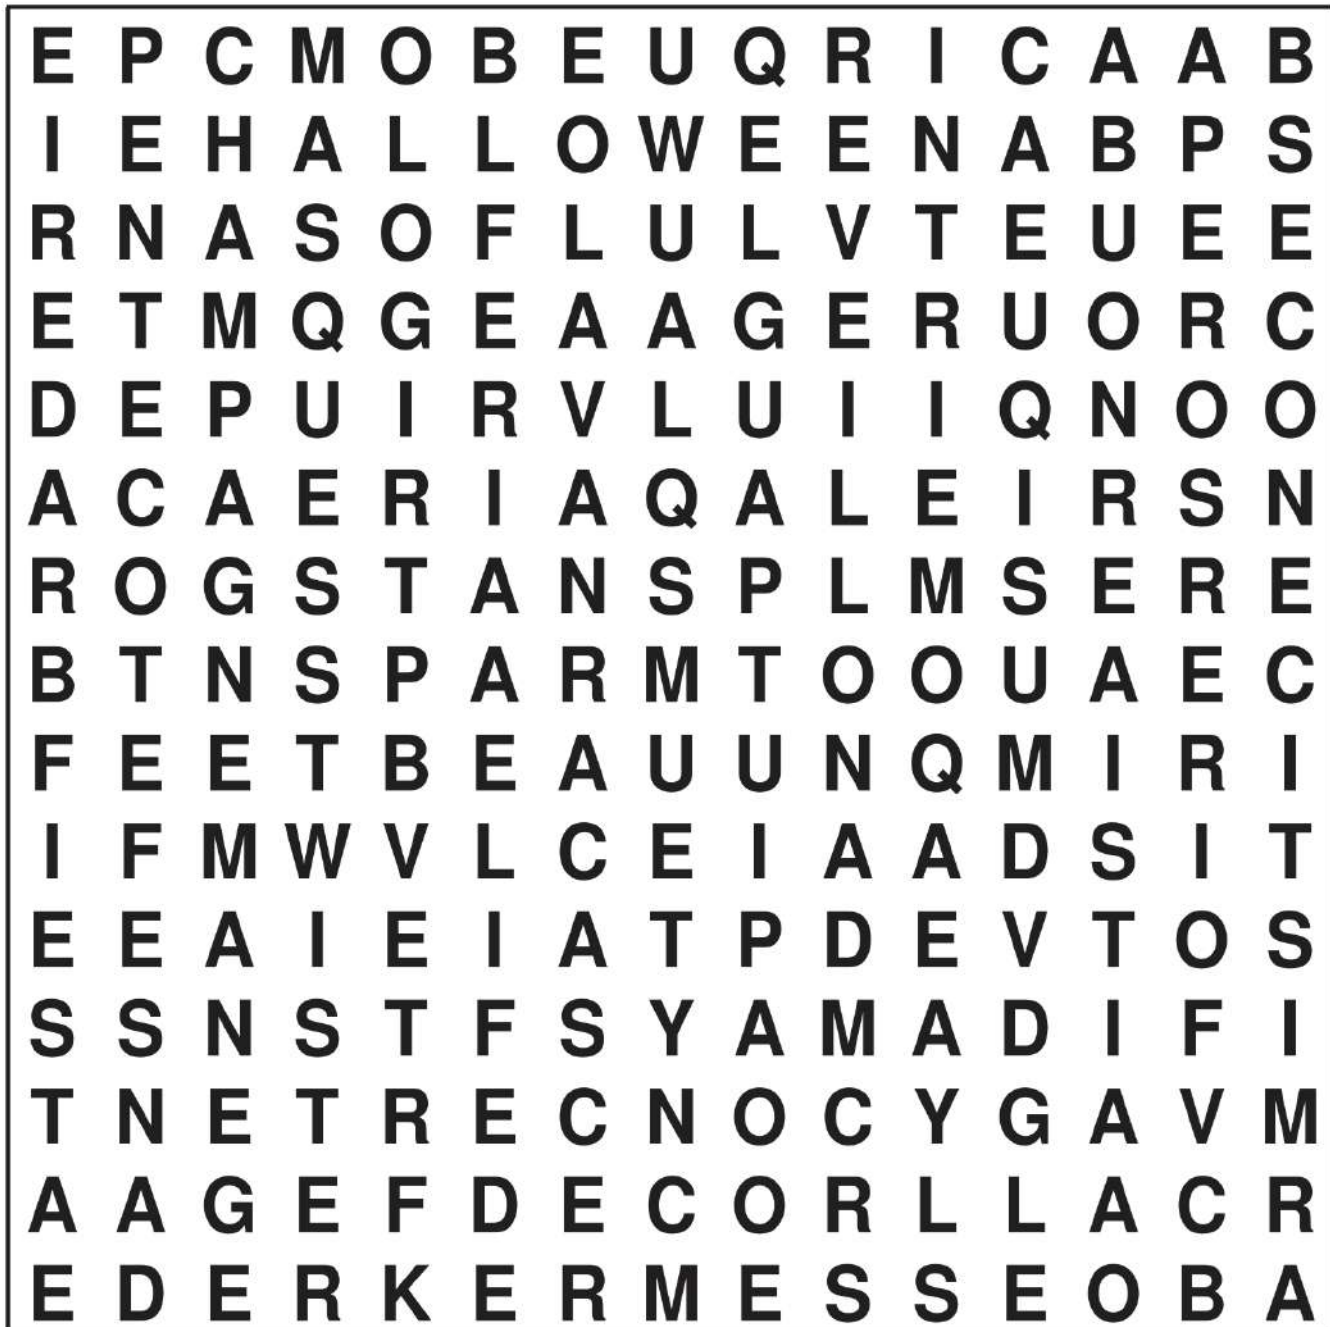 E P C M O B E U Q R I C A A B
I E H A L L O W E E N A B P S
R N A S O F L U L V T E U E E
E T M Q G E A A G E R U O R C
D E P U I R V L U I I Q N O O
A C A E R I A Q A L E I R S N
R O G S T A N S P L M S E R E
B T N S P A R M T O O U A E C
F E E T B E A U U N Q M I R I
I F M W V L C E I A A D S I T
E E A I E I A T P D E V T O S
S S N S T F S Y A M A D I F I
T N E T R E C N O C Y G A V M
A A G E F D E C O R L L A C R
E D E R K E R M E S S E O B A